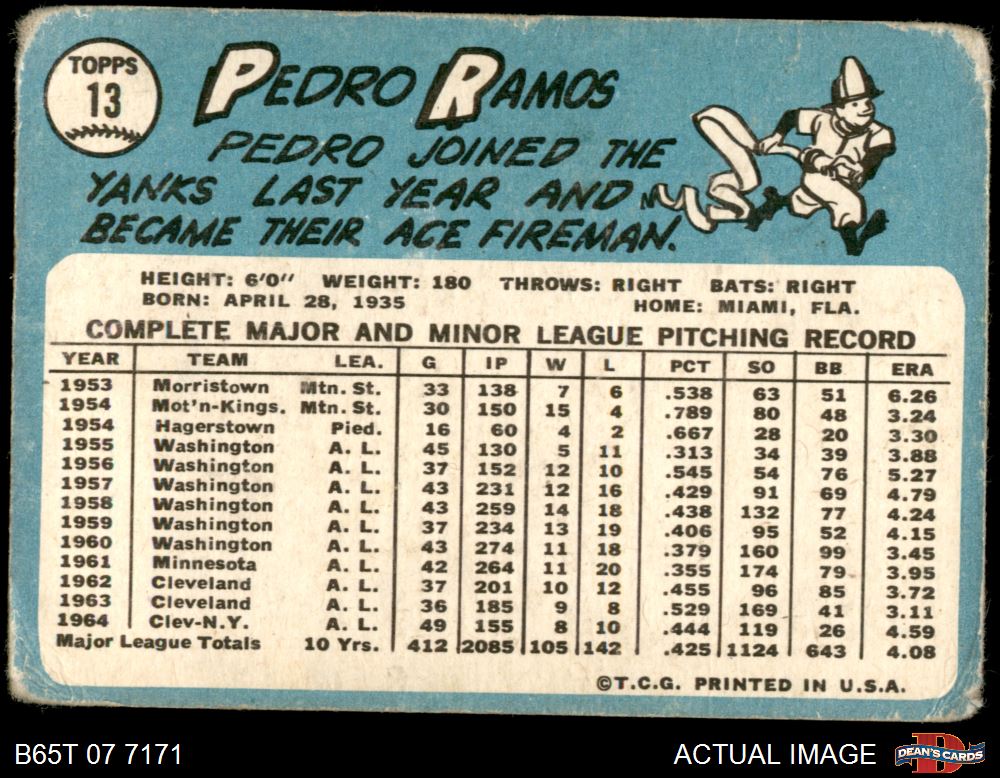 TOPPS
13
PEDRO RAMOS
PEDRO JOINED THE
YANKS LAST YEAR AND
BECAME THEIR ACE FIREMAN.
HEIGHT: 6'0" WEIGHT: 180 THROWS: RIGHT BATS: RIGHT
BORN: APRIL 28, 1935 HOME: MIAMI, FLA.
COMPLETE MAJOR AND MINOR LEAGUE PITCHING RECORD
YEAR TEAM LEA. G IP W L PCT SO BB ERA
1953 Morristown Mtn. St. 33 138 7 6 .538 63 51 6.26
1954 Mot'n-Kings. Mtn. St. 30 150 15 4 .789 80 48 3.24
1954 Hagerstown Pied. 16 60 4 2 .667 28 20 3.30
1955 Washington A. L. 45 130 5 11 .313 34 39 3.88
1956 Washington A. L. 37 152 12 10 .545 54 76 5.27
1957 Washington A. L. 43 231 12 16 .429 91 69 4.79
1958 Washington A. L. 43 259 14 18 .438 132 77 4.24
1959 Washington A. L. 37 234 13 19 .406 95 52 4.15
1960 Washington A. L. 43 274 11 18 .379 160 99 3.45
1961 Minnesota A. L. 42 264 11 20 .355 174 79 3.95
1962 Cleveland A. L. 37 201 10 12 .455 96 85 3.72
1963 Cleveland A. L. 36 185 9 8 .529 169 41 3.11
1964 Clev-N.Y. A. L. 49 155 8 10 .444 119 26 4.59
Major League Totals 10 Yrs. 412 2085 105 142 .425 1124 643 4.08
©T.C.G. PRINTED IN U.S.A.
B65T 07 7171 ACTUAL IMAGE DEAN'S CARDS